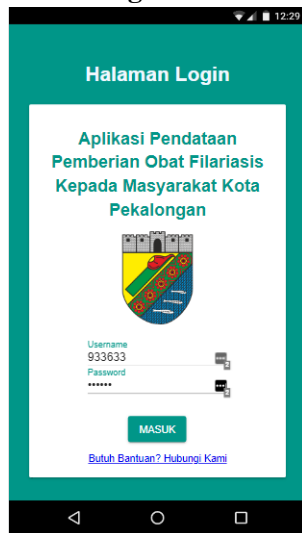 12:29
Halaman Login
Aplikasi Pendataan
Pemberian Obat Filariasis
Kepada Masyarakat Kota
Pekalongan
Username
933633
Password
••••••
MASUK
Butuh Bantuan? Hubungi Kami